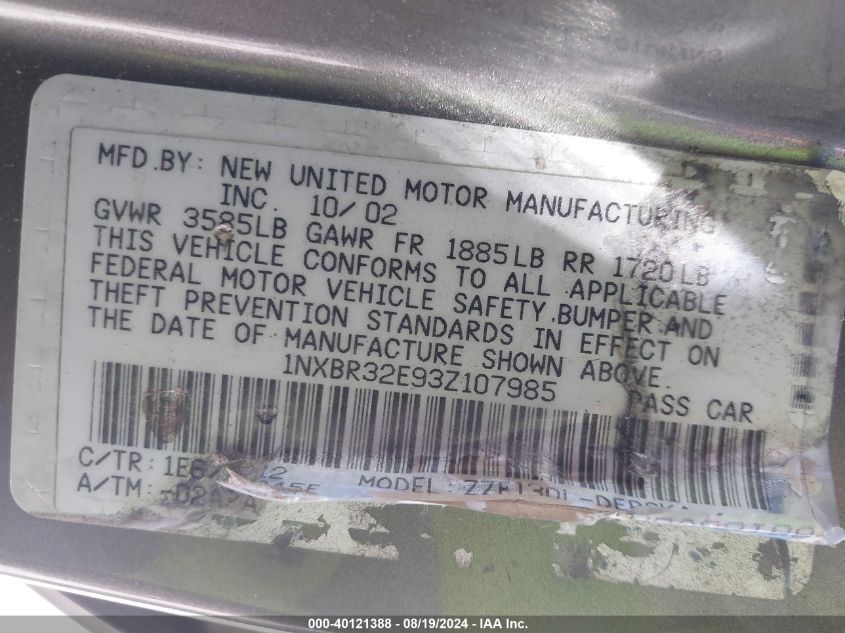 MFD.BY: NEW UNITED MOTOR MANUFACTURING
INC. 10/02
GVWR 3585LB GAWR FR 1885LB RR 1720LB
THIS VEHICLE CONFORMS TO ALL APPLICABLE
FEDERAL MOTOR VEHICLE SAFETY.BUMPER.AND
THEFT PREVENTION STANDARDS IN EFFECT ON
THE DATE OF MANUFACTURE SHOWN ABOVE.
1NXBR32E93Z107985 PASS CAR
C/TR:
A/TM: MODEL:
000-40121388 - 08/19/2024 - IAA Inc.